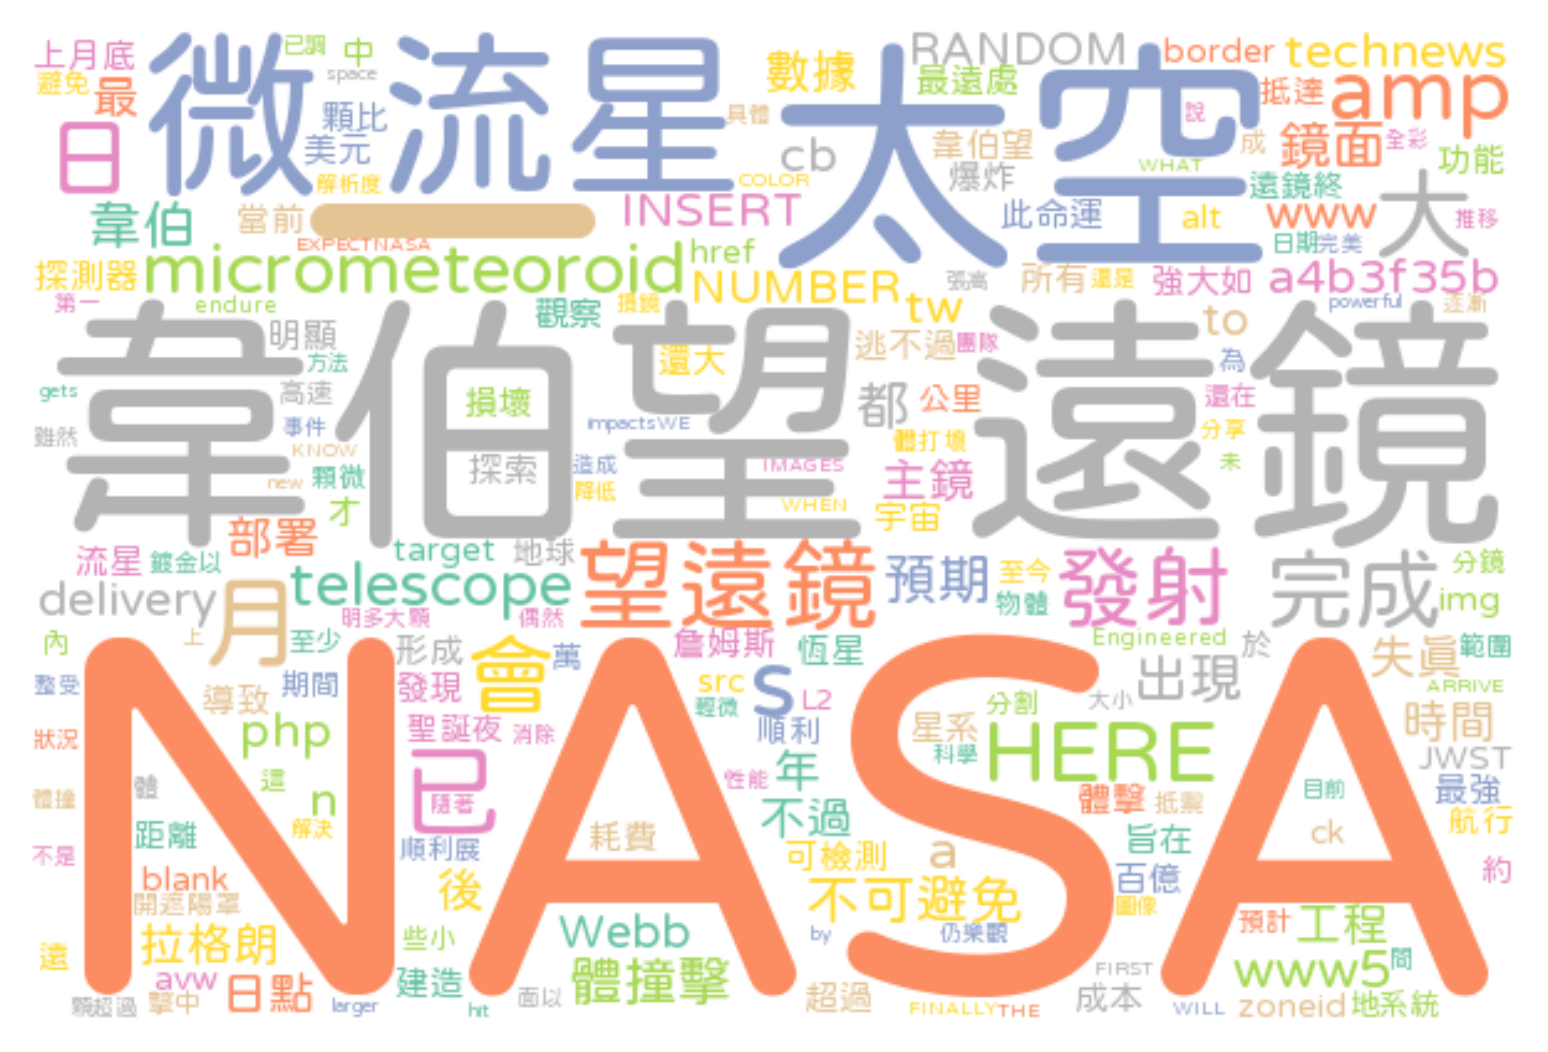 上月底 已調 中 RANDOM border technews
微流星 太空
避免 最 space 數據 最遠處 抵達 amp
日 顆比 具體 說 鏡面 全彩
美元 cb 韋伯望 成 功能
解析度 COLOR 爆炸 WHAT 遠鏡終 大
韋伯 當前 一 INSERT 此命運 alt www 推移
EXPECTNASA 日期 完美
探測器 micrometeoroid href NUMBER 張高 所有 還是 強大如 a4b3f35b
第一 endure 觀察 損鏡 tw powerful 逐漸
韋伯望遠鏡
明顯 方法 還大 逃不過 團隊 to 為
gets 高速 損壞 都 公里 還在
雖然 事件 impacts WE 體打壞 分享
KNOW 探索 造成 IMAGES 主鏡 未
new 顆微 降低 WHEN
才 宇宙
部署 target 地球 望遠鏡 預期 至今 發射 完成 分鏡
流星 鍍金以 telescope 物體 img
delivery 月 明多大顆 偶然
內 上 至少 形成 會 萬 詹姆斯 恆星 Engineered 於 失真 範圍
NASA
整受 導致 期間 發現 src s L2 大小 出現 ARRIVE
輕微 分割
狀況 php 聖誕夜 消除 順利 星系 HERE 時間
這 已 性能 年 科學 JWST
體撞 體 n 隨著 體擊 抵禦 目前 最強
距離 解決 耗費 不過 旨在 ck 航行
不是 順利展 可檢測 a 約
blank 後 百億
開遮陽罩 不可避免 圖像
拉格朗 些小 Webb by 仍樂觀 預計 工程
遠 avw 日點 建造 體撞擊 FIRST www5 問
顆超過 擊中 larger hit 面以 超過 FINALLY THE 成本 WILL zoneid 地系統